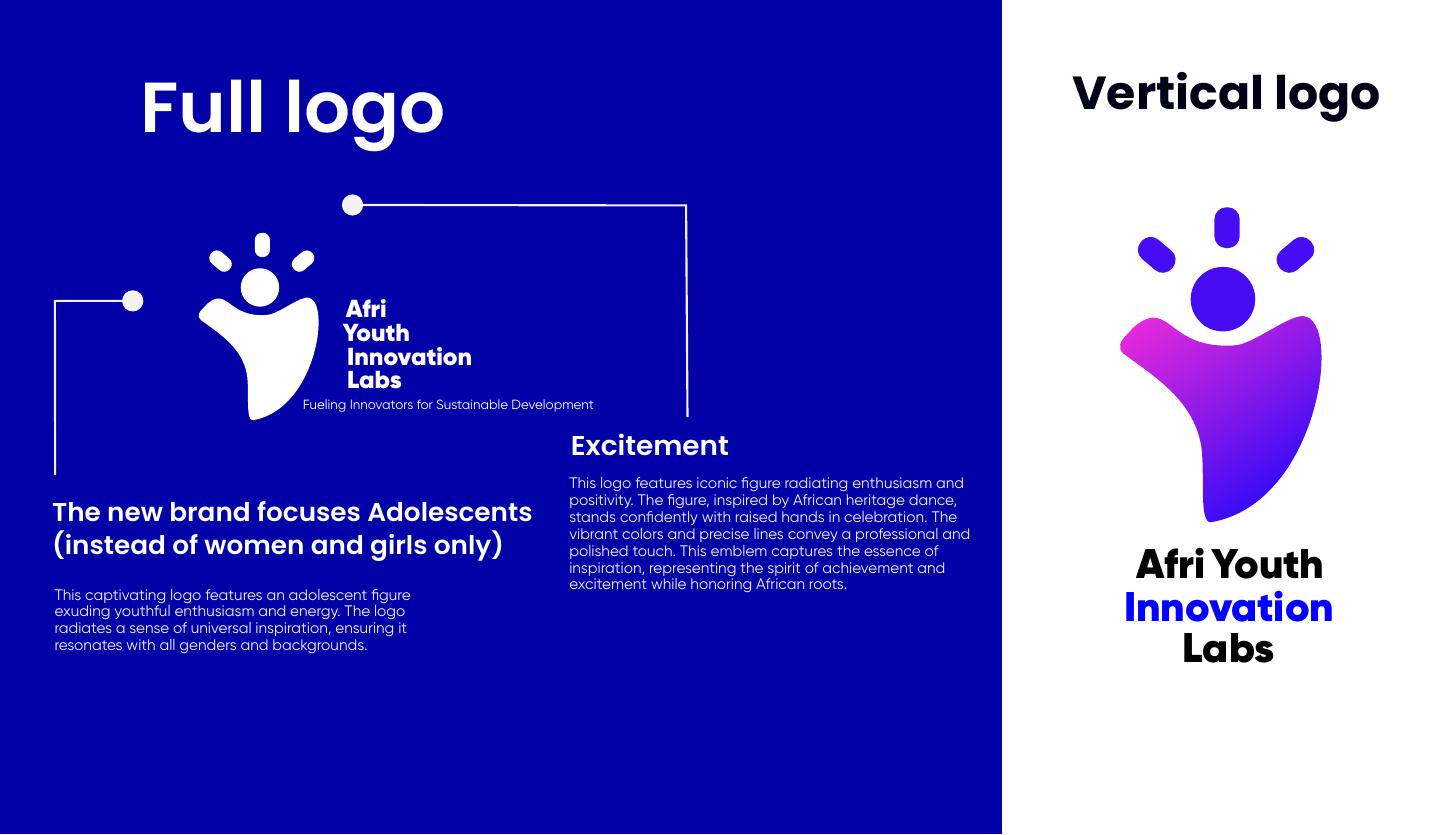 Full logo
Afri
Youth
Innovation
Labs
Fueling Innovators for Sustainable Development
The new brand focuses Adolescents
(instead of women and girls only)
This captivating logo features an adolescent figure
exuding youthful enthusiasm and energy. The logo
radiates a sense of universal inspiration, ensuring it
resonates with all genders and backgrounds.
Excitement
This logo features iconic figure radiating enthusiasm and
positivity. The figure, inspired by African heritage dance,
stands confidently with raised hands in celebration. The
vibrant colors and precise lines convey a professional and
polished touch. This emblem captures the essence of
inspiration, representing the spirit of achievement and
excitement while honoring African roots.
Vertical logo
Afri Youth
Innovation
Labs